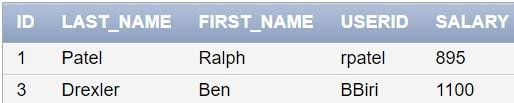 ID LAST_NAME FIRST_NAME USERID SALARY
1 Patel Ralph rpatel 895
3 Drexler Ben BBiri 1100